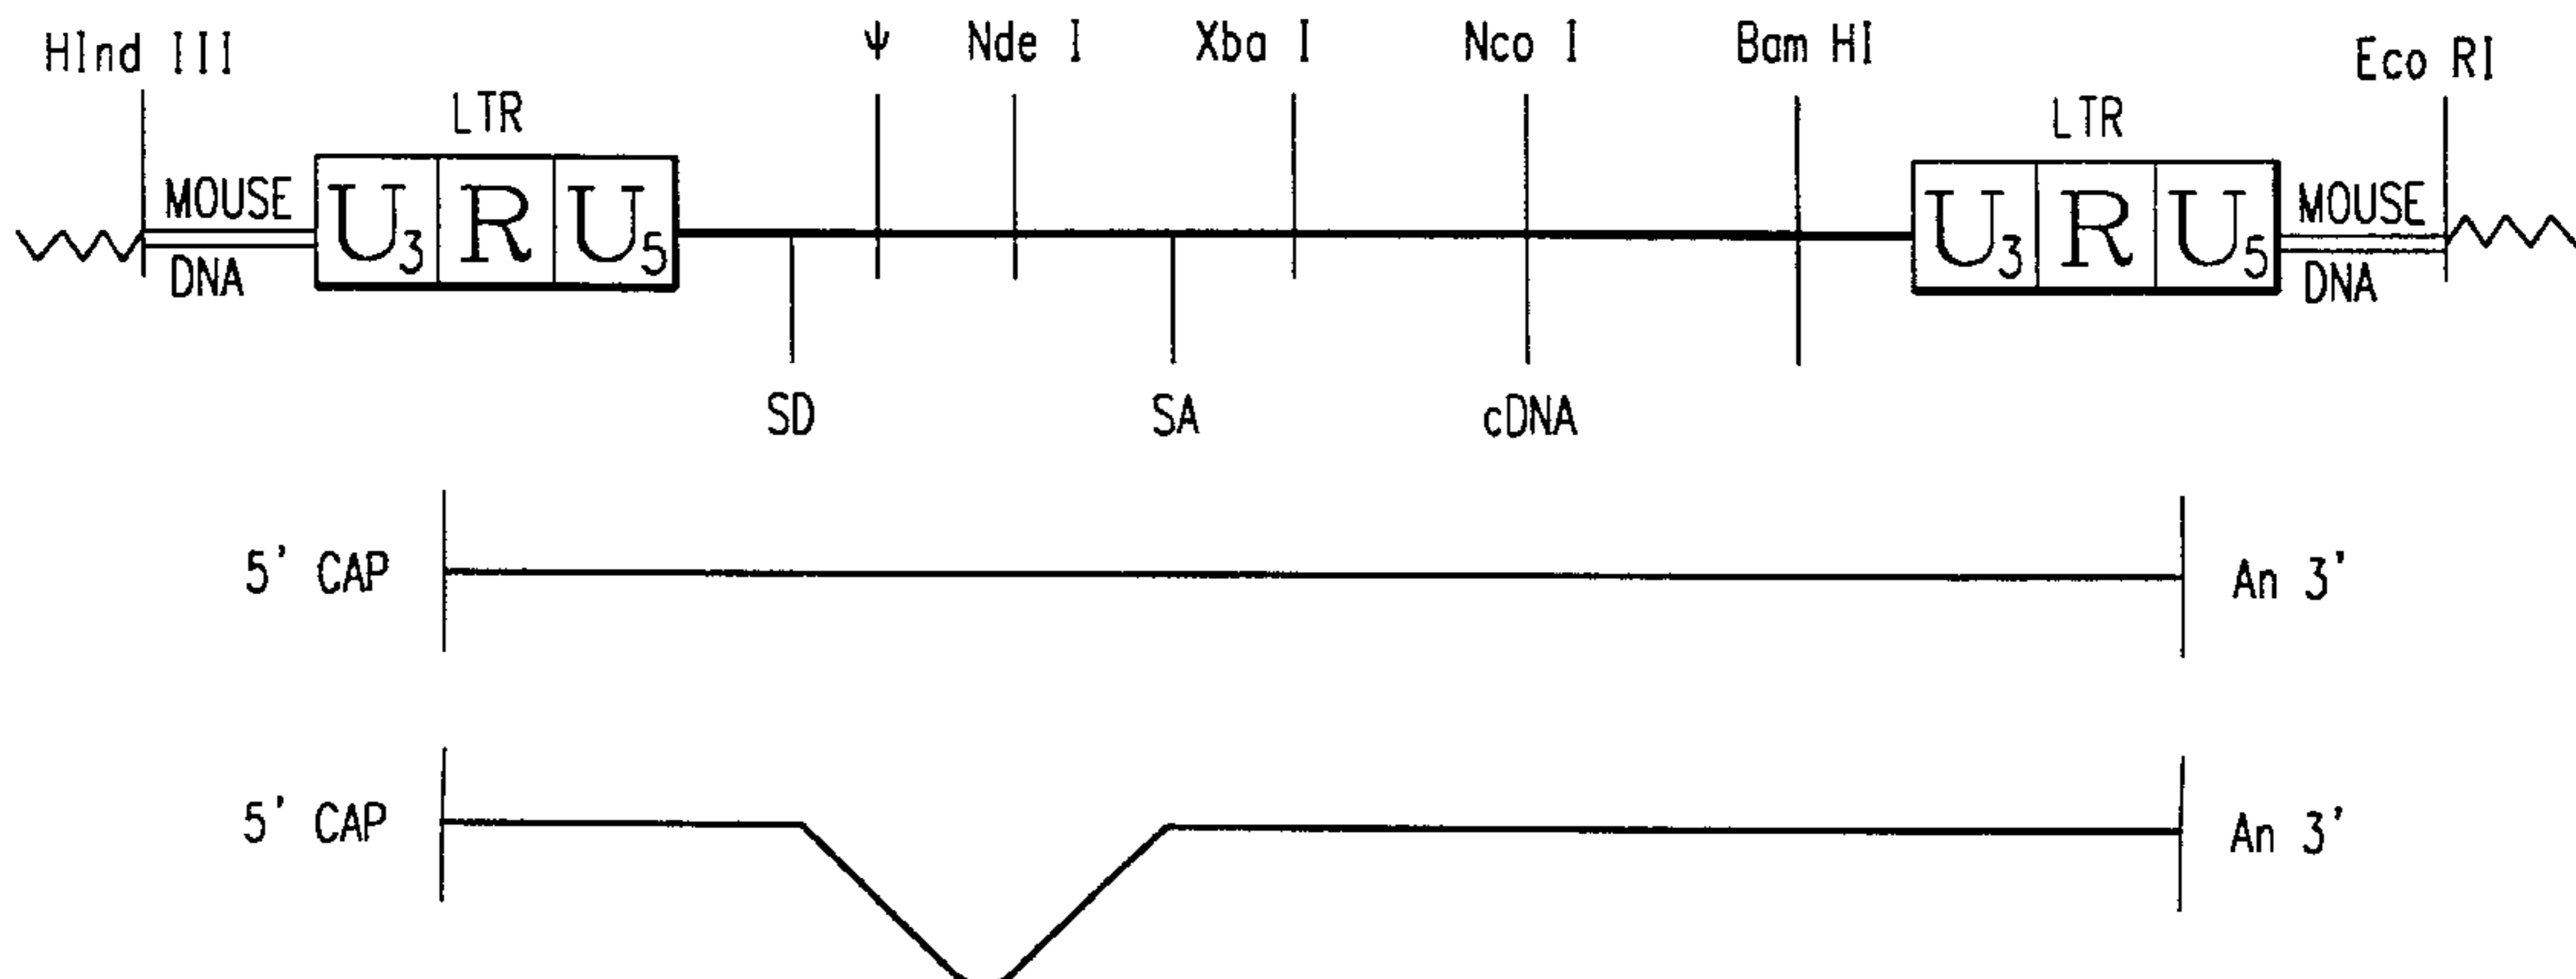 HInd III ψ Nde I Xba I Nco I Bam HI Eco RI
LTR LTR
MOUSE U3 R U5 U3 R U5 MOUSE
DNA DNA
SD SA cDNA
5' CAP An 3'
5' CAP An 3'